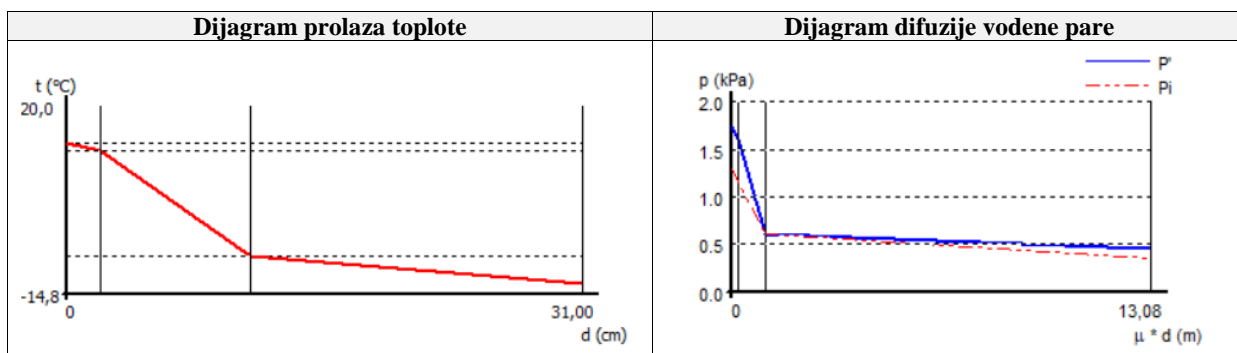 Dijagram prolaza toplote
t (°C)
20,0
-14,8
0
31,00
d (cm)
Dijagram difuzije vodene pare
P'
Pi
p (kPa)
2.0
1.5
1.0
0.5
0.0
0
13,08
µ * d (m)